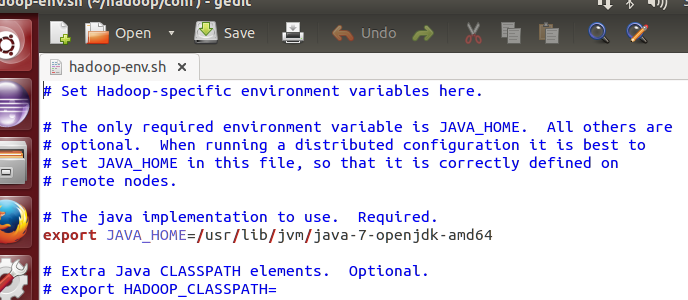 doop-env.sh (~/hadoop/conf) - gedit
Open Save Undo
hadoop-env.sh ×
# Set Hadoop-specific environment variables here.
# The only required environment variable is JAVA_HOME.  All others are
# optional.  When running a distributed configuration it is best to
# set JAVA_HOME in this file, so that it is correctly defined on
# remote nodes.
# The java implementation to use.  Required.
export JAVA_HOME=/usr/lib/jvm/java-7-openjdk-amd64
# Extra Java CLASSPATH elements.  Optional.
# export HADOOP_CLASSPATH=